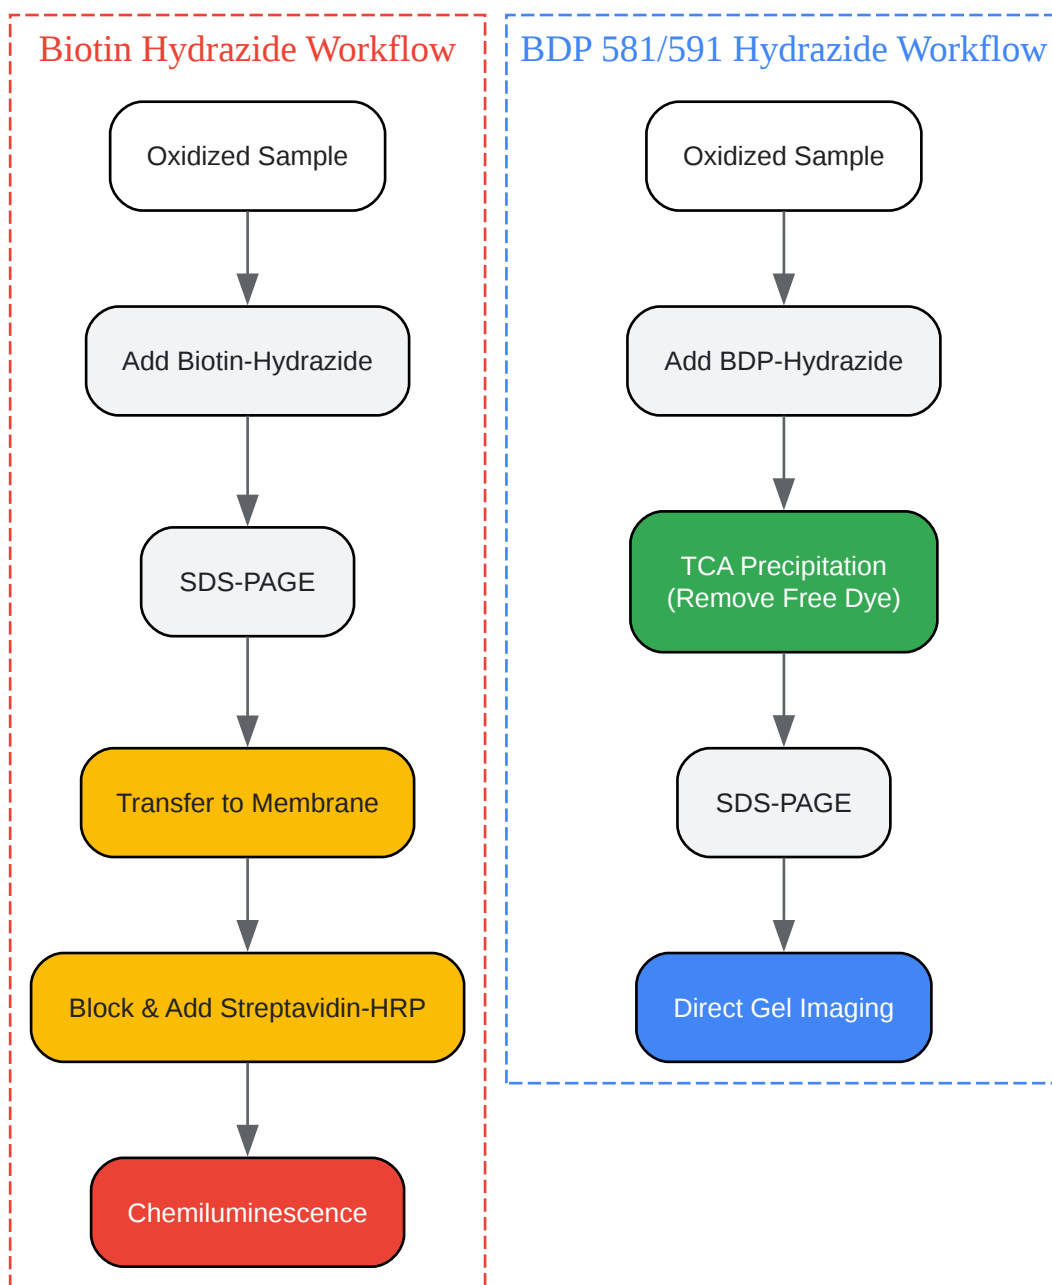 Biotin Hydrazide Workflow
Oxidized Sample
Add Biotin-Hydrazide
SDS-PAGE
Transfer to Membrane
Block & Add Streptavidin-HRP
Chemiluminescence
BDP 581/591 Hydrazide Workflow
Oxidized Sample
Add BDP-Hydrazide
TCA Precipitation
(Remove Free Dye)
SDS-PAGE
Direct Gel Imaging